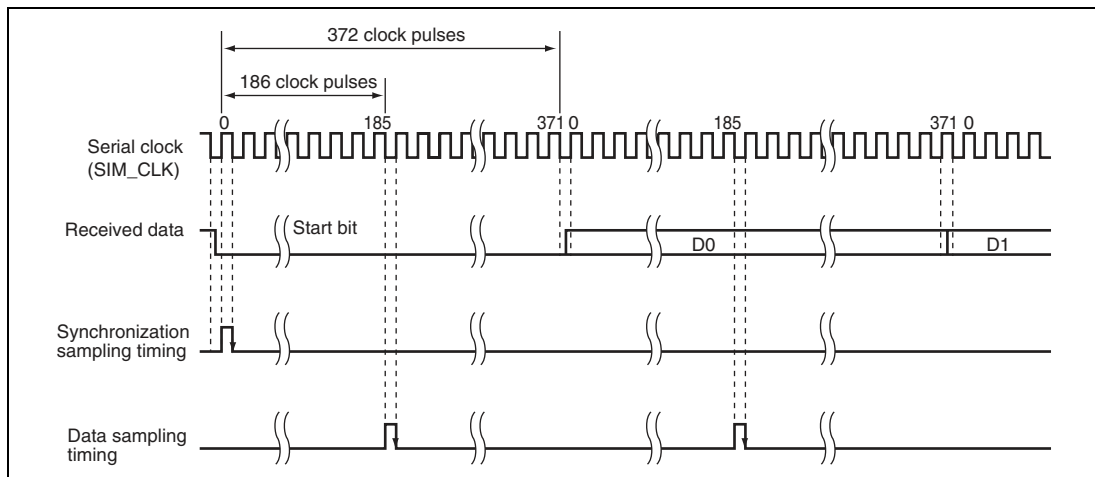 372 clock pulses
186 clock pulses
0 185 371 0 185 371 0
Serial clock
(SIM_CLK)
Received data
Start bit
D0
D1
Synchronization
sampling timing
Data sampling
timing